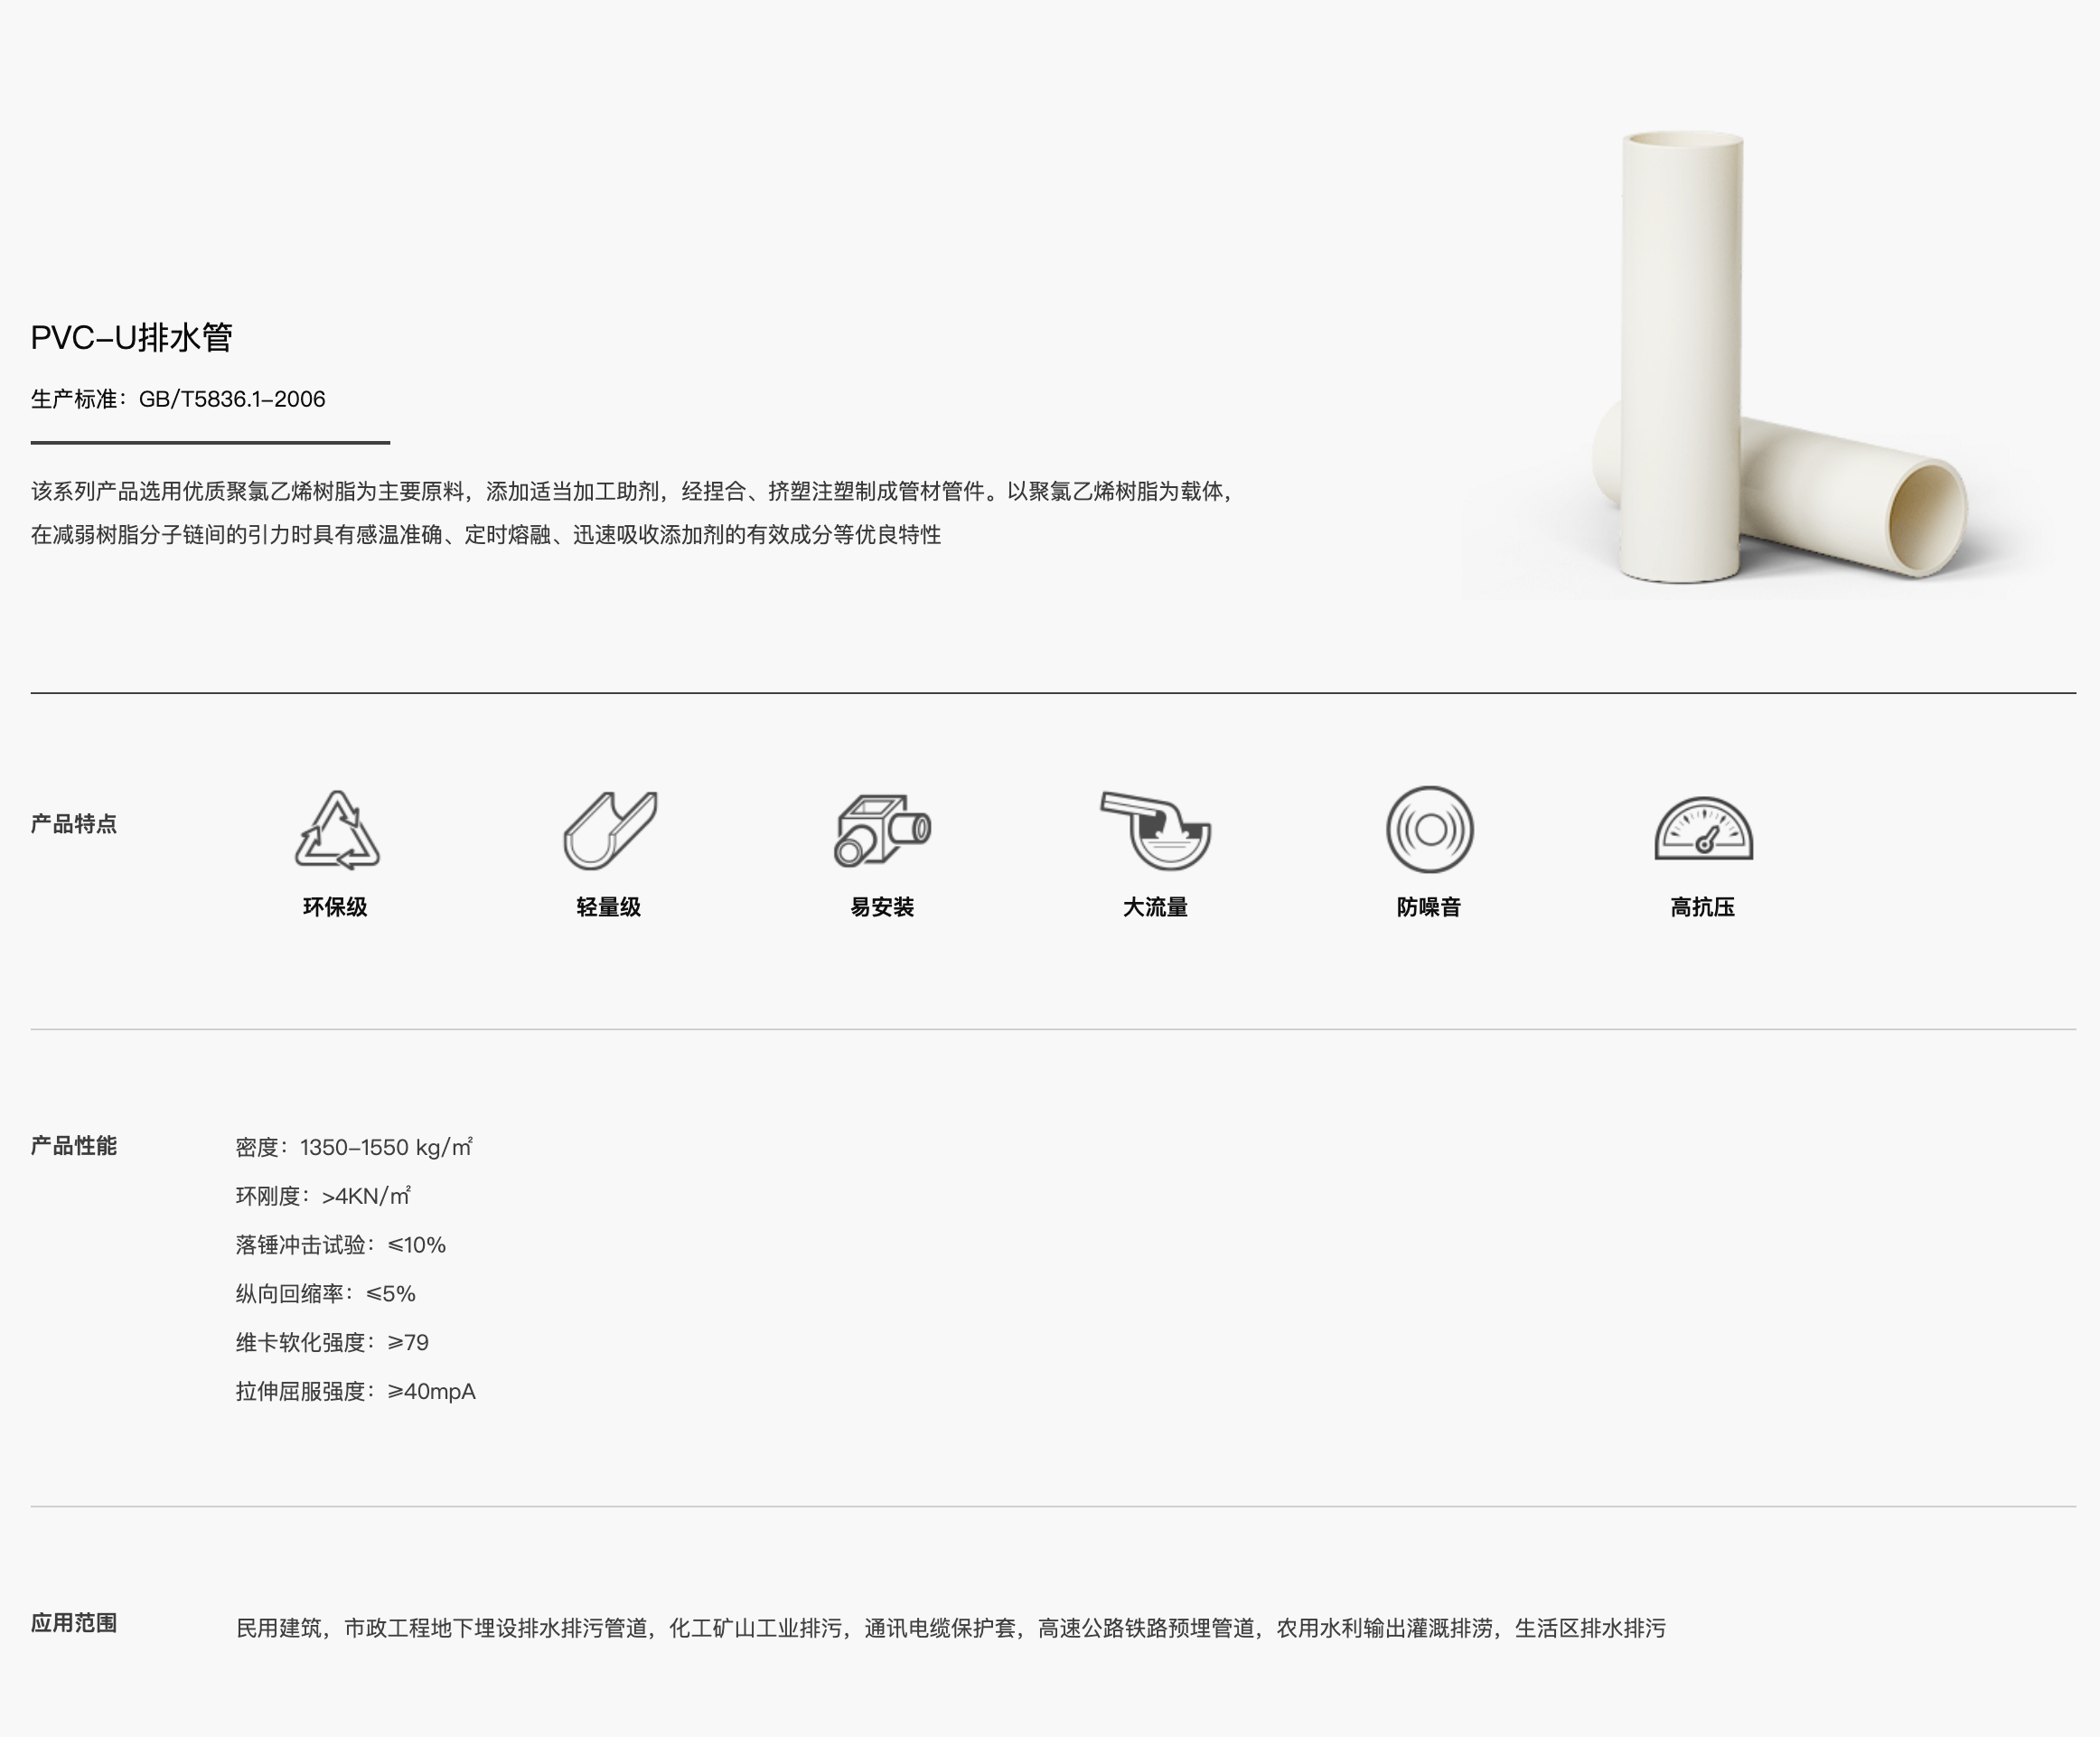 PVC-U排水管
生产标准：GB/T5836.1-2006
该系列产品选用优质聚氯乙烯树脂为主要原料，添加适当加工助剂，经捏合、挤塑注塑制成管材管件。以聚氯乙烯树脂为载体，
在减弱树脂分子链间的引力时具有感温准确、定时熔融、迅速吸收添加剂的有效成分等优良特性
产品特点
环保级
轻量级
易安装
大流量
防噪音
高抗压
产品性能
密度：1350-1550 kg/㎡
环刚度：>4KN/㎡
落锤冲击试验：≤10%
纵向回缩率：≤5%
维卡软化强度：≥79
拉伸屈服强度：≥40mpA
应用范围
民用建筑，市政工程地下埋设排水排污管道，化工矿山工业排污，通讯电缆保护套，高速公路铁路预埋管道，农用水利输出灌溉排涝，生活区排水排污